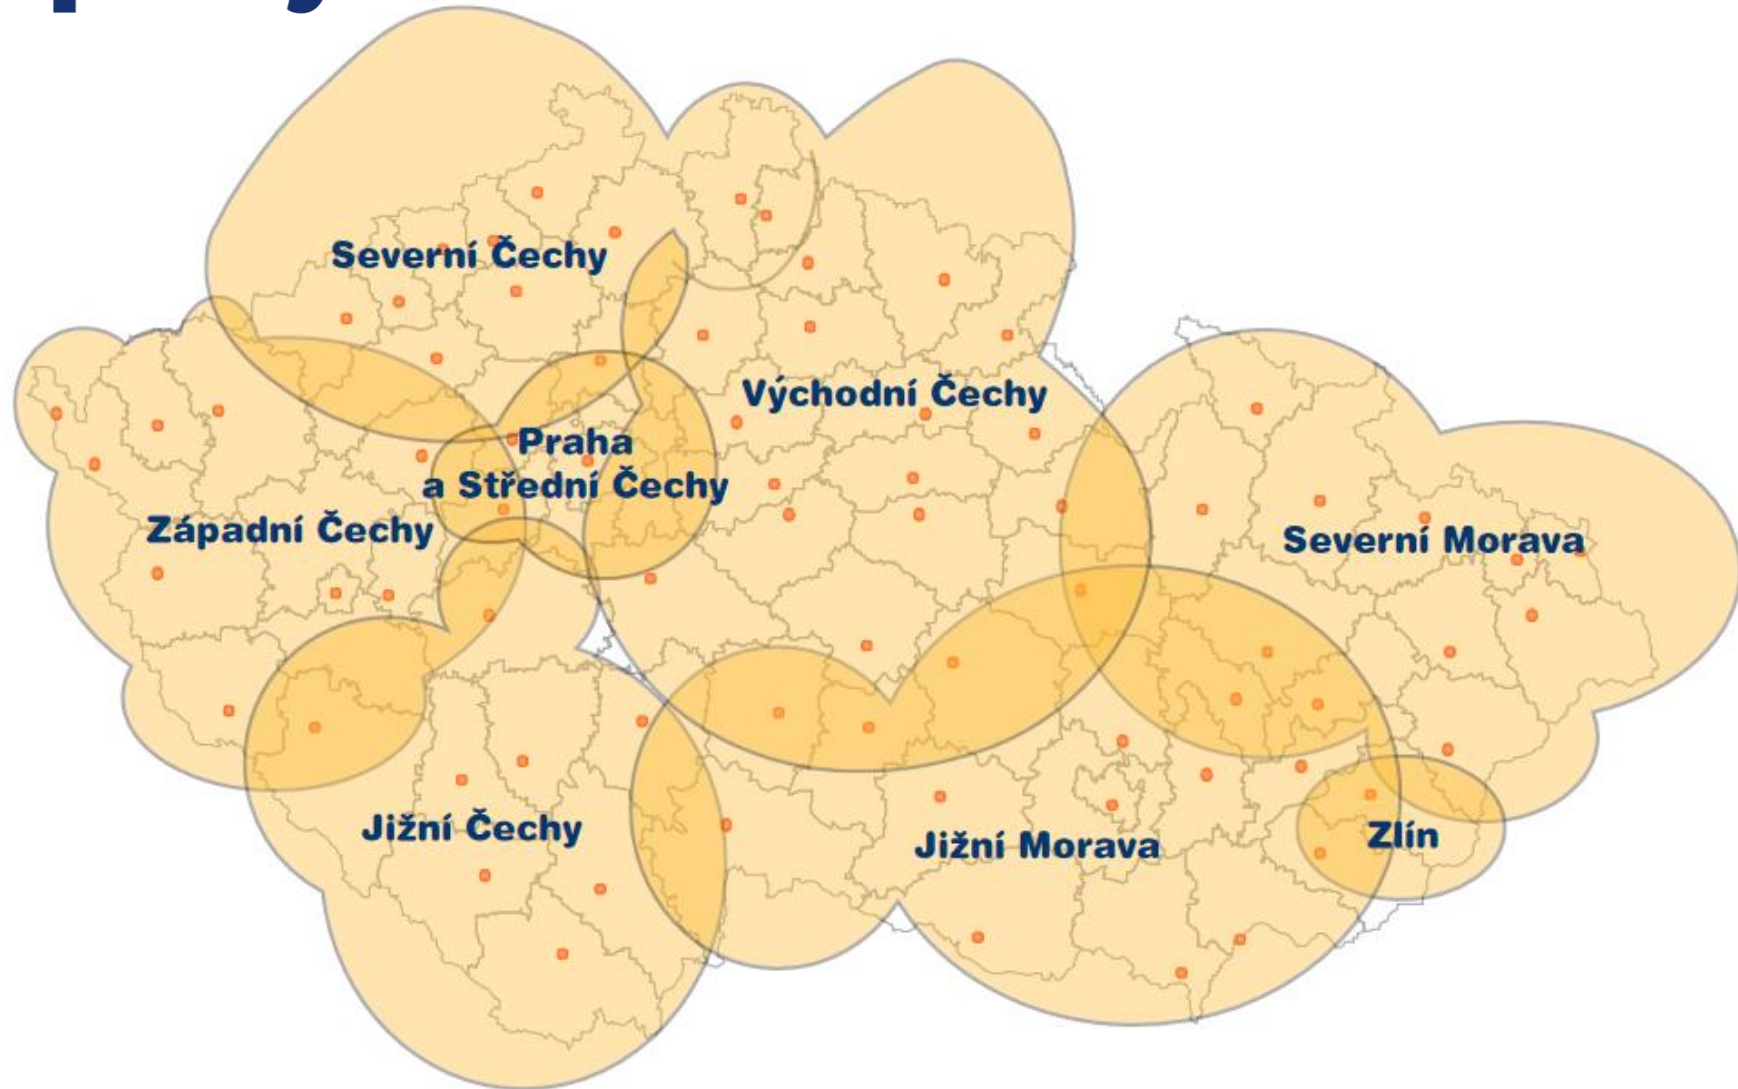 Severní Čechy
Východní Čechy
Praha
a Střední Čechy
Západní Čechy
Severní Morava
Jižní Čechy
Jižní Morava
Zlín